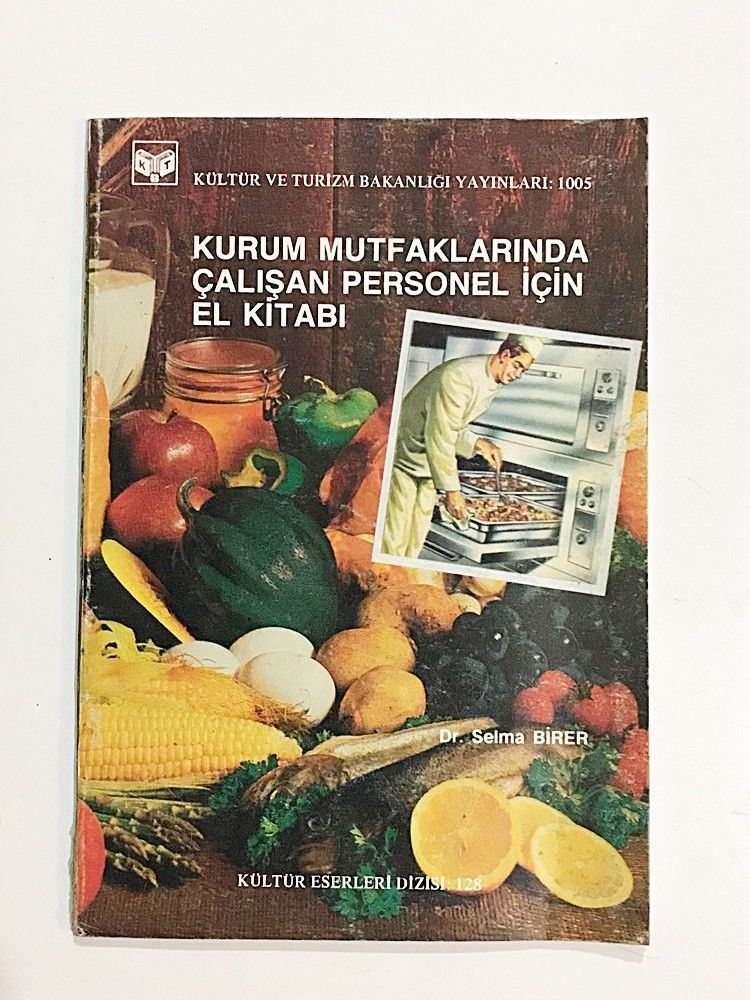 K T
B
KÜLTÜR VE TURİZM BAKANLIĞI YAYINLARI: 1005
KURUM MUTFAKLARINDA
ÇALIŞAN PERSONEL İÇİN
EL KİTABI
Dr. Selma BİRER
KÜLTÜR ESERLERİ DİZİSİ: 128